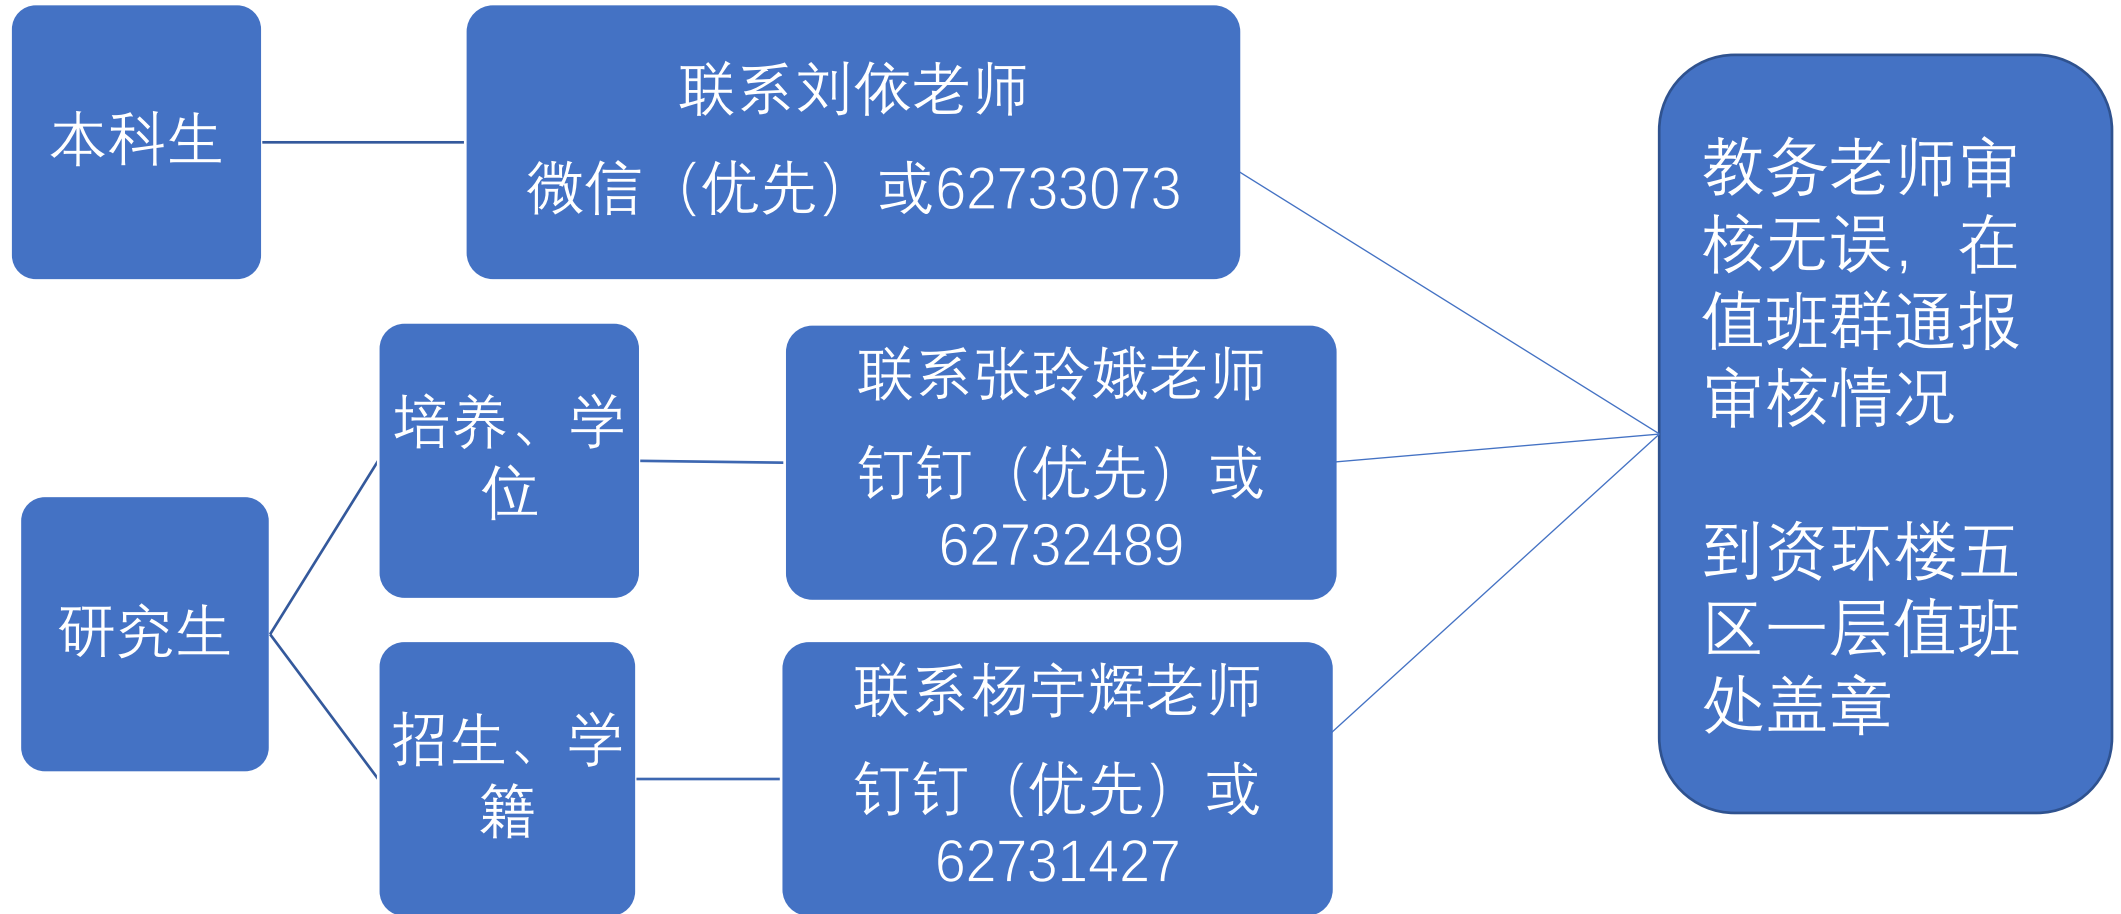 本科生
联系刘依老师
微信（优先）或62733073
研究生
培养、学
位
联系张玲娥老师
钉钉（优先）或
62732489
招生、学
籍
联系杨宇辉老师
钉钉（优先）或
62731427
教务老师审
核无误，在
值班群通报
审核情况
到资环楼五
区一层值班
处盖章